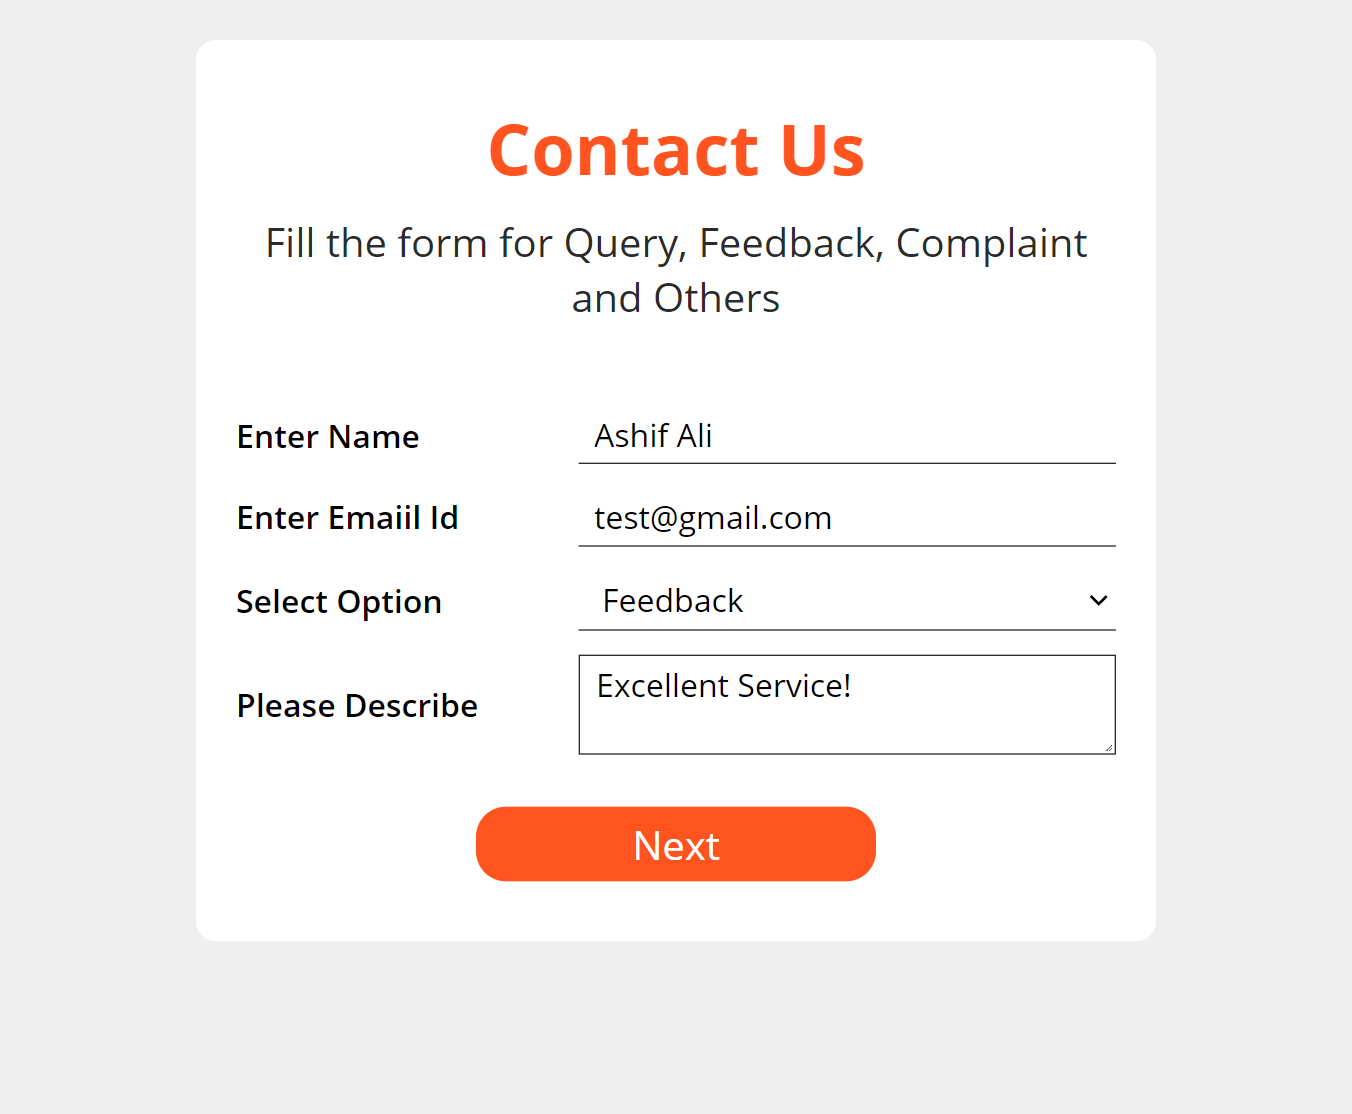 Contact Us
Fill the form for Query, Feedback, Complaint
and Others
Enter Name Ashif Ali
Enter Emaiil Id test@gmail.com
Select Option Feedback
Please Describe Excellent Service!
Next